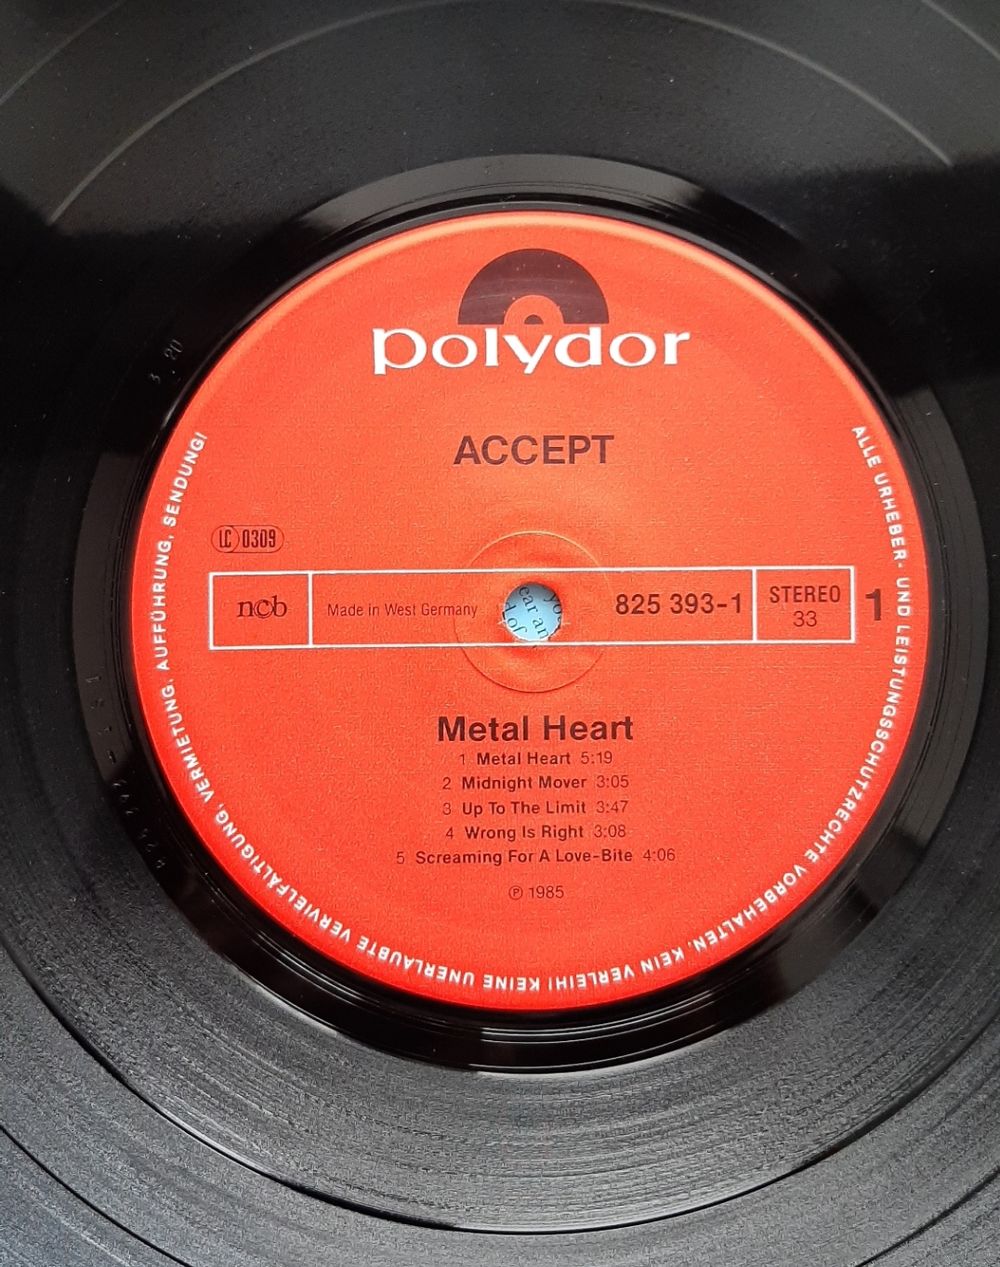 polydor
ACCEPT
LC 0309
ncb
Made in West Germany
825 393-1
STEREO
33
1
Metal Heart
1 Metal Heart 5:19
2 Midnight Mover 3:05
3 Up To The Limit 3:47
4 Wrong Is Right 3:08
5 Screaming For A Love-Bite 4:06
℗ 1985
ALLE URHEBER- UND LEISTUNGSSCHUTZRECHTE VORBEHALTEN. KEIN VERLEIH! KEINE UNERLAUBTE VERVIELFÄLTIGUNG, VERMIETUNG, AUFFÜHRUNG, SENDUNG!
3 20